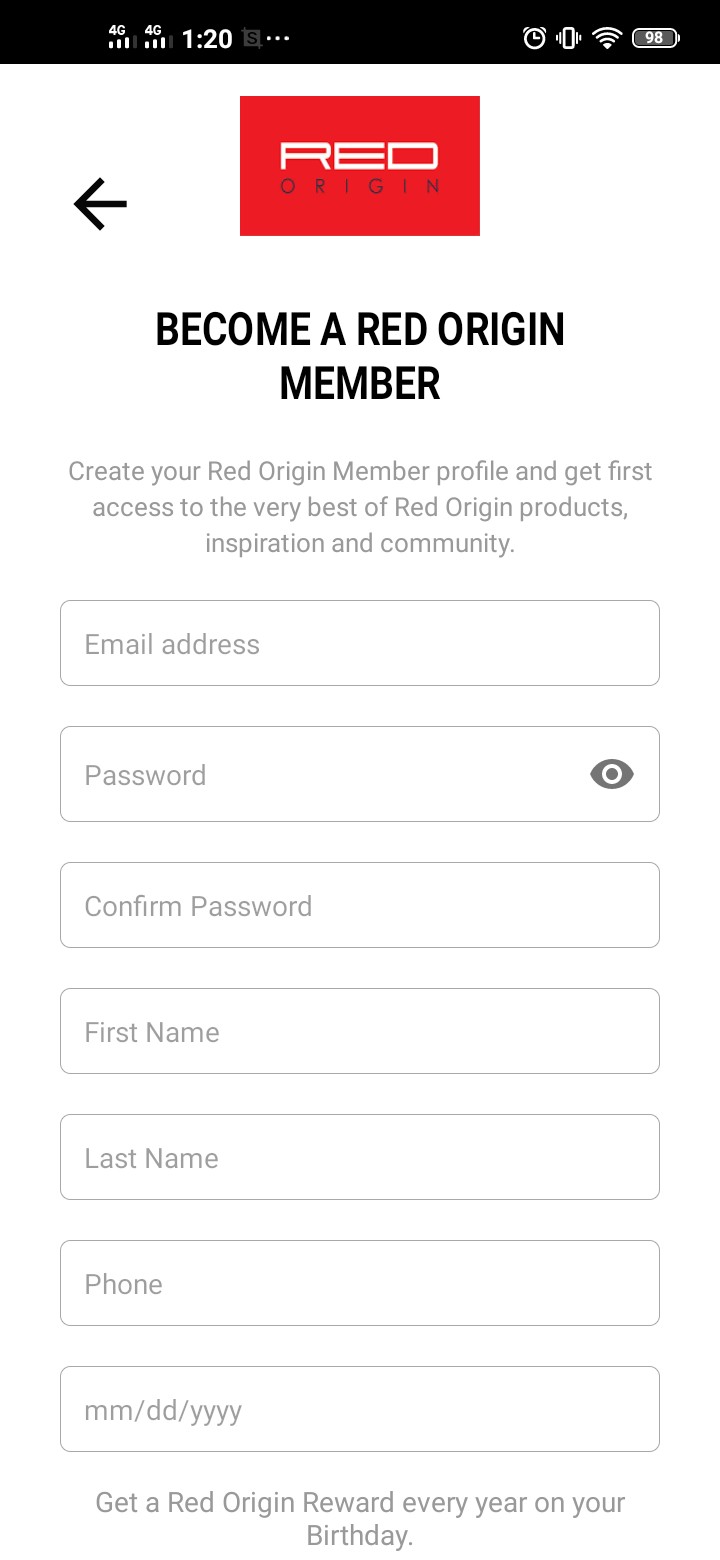 4G 4G 1:20 S ... 98
RED
ORIGIN
BECOME A RED ORIGIN
MEMBER
Create your Red Origin Member profile and get first
access to the very best of Red Origin products,
inspiration and community.
Email address
Password
Confirm Password
First Name
Last Name
Phone
mm/dd/yyyy
Get a Red Origin Reward every year on your
Birthday.